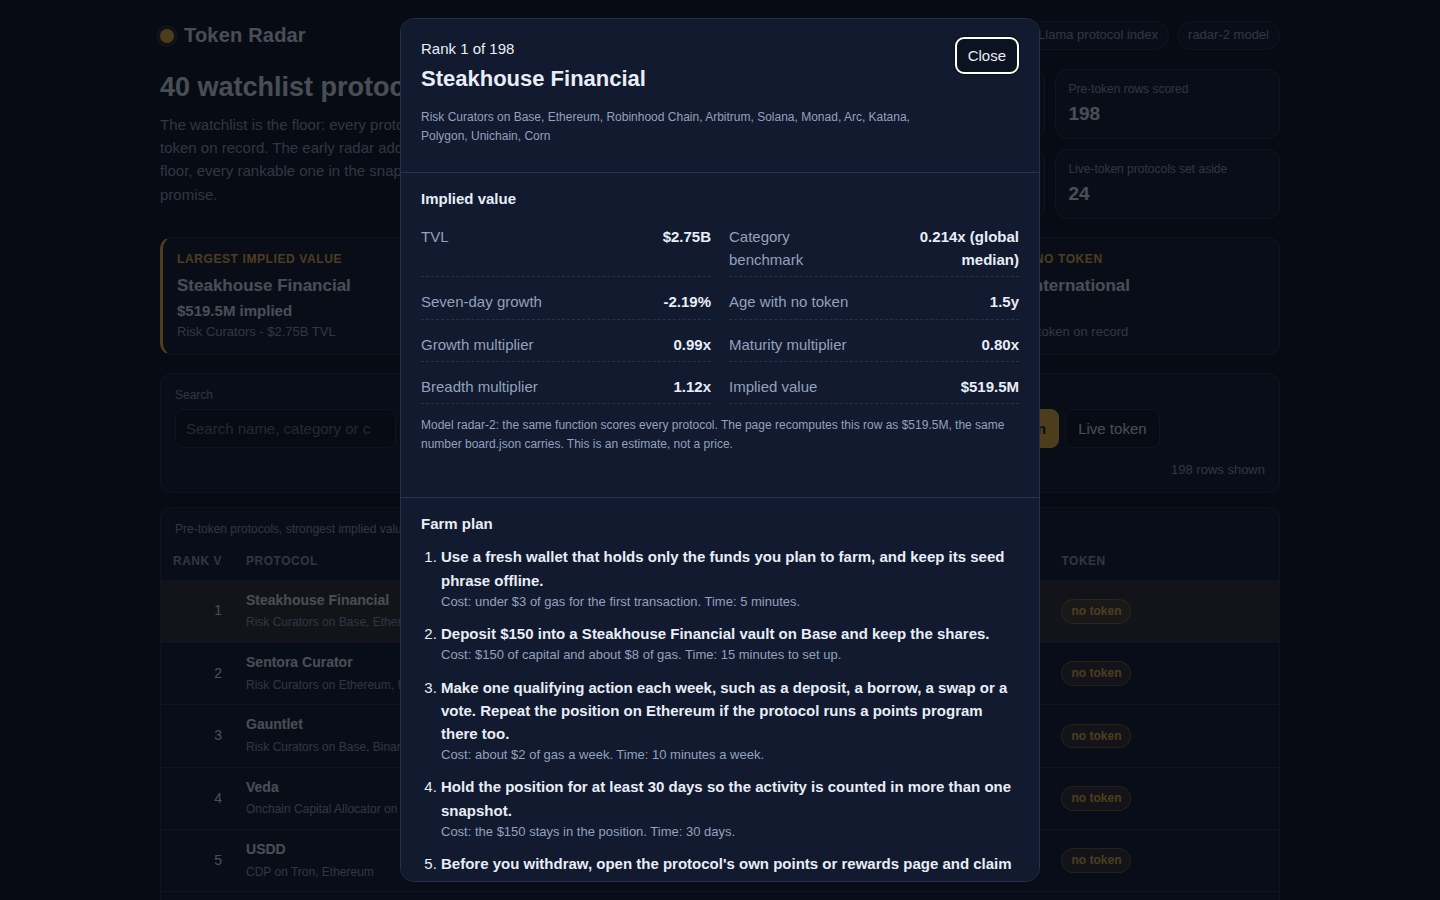 Token Radar
Llama protocol index
radar-2 model
40 watchlist protoc
The watchlist is the floor: every proto
token on record. The early radar add
floor, every rankable one in the snap
promise.
Pre-token rows scored
198
Live-token protocols set aside
24
LARGEST IMPLIED VALUE
Steakhouse Financial
$519.5M implied
Risk Curators - $2.75B TVL
NO TOKEN
nternational
token on record
Search
Search name, category or c
Live token
198 rows shown
Pre-token protocols, strongest implied valu
RANK V
PROTOCOL
TOKEN
1
Steakhouse Financial
Risk Curators on Base, Ether
no token
2
Sentora Curator
Risk Curators on Ethereum,
no token
3
Gauntlet
Risk Curators on Base, Binan
no token
4
Veda
Onchain Capital Allocator on
no token
5
USDD
CDP on Tron, Ethereum
no token
Rank 1 of 198
Steakhouse Financial
Close
Risk Curators on Base, Ethereum, Robinhood Chain, Arbitrum, Solana, Monad, Arc, Katana,
Polygon, Unichain, Corn
Implied value
TVL
$2.75B
Category
benchmark
0.214x (global
median)
Seven-day growth
-2.19%
Age with no token
1.5y
Growth multiplier
0.99x
Maturity multiplier
0.80x
Breadth multiplier
1.12x
Implied value
$519.5M
Model radar-2: the same function scores every protocol. The page recomputes this row as $519.5M, the same
number board.json carries. This is an estimate, not a price.
Farm plan
1. Use a fresh wallet that holds only the funds you plan to farm, and keep its seed
phrase offline.
Cost: under $3 of gas for the first transaction. Time: 5 minutes.
2. Deposit $150 into a Steakhouse Financial vault on Base and keep the shares.
Cost: $150 of capital and about $8 of gas. Time: 15 minutes to set up.
3. Make one qualifying action each week, such as a deposit, a borrow, a swap or a
vote. Repeat the position on Ethereum if the protocol runs a points program
there too.
Cost: about $2 of gas a week. Time: 10 minutes a week.
4. Hold the position for at least 30 days so the activity is counted in more than one
snapshot.
Cost: the $150 stays in the position. Time: 30 days.
5. Before you withdraw, open the protocol's own points or rewards page and claim